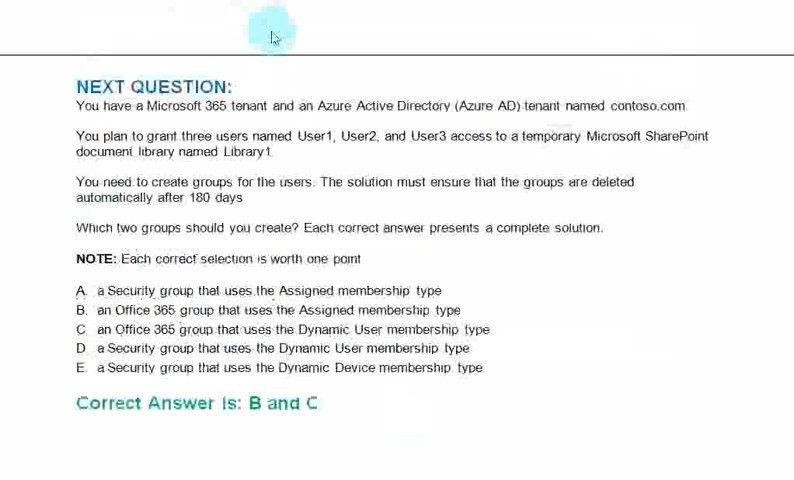 NEXT QUESTION:
You have a Microsoft 365 tenant and an Azure Active Directory (Azure AD) tenant named contoso.com.
You plan to grant three users named User1, User2, and User3 access to a temporary Microsoft SharePoint
document library named Library1.
You need to create groups for the users. The solution must ensure that the groups are deleted
automatically after 180 days
Which two groups should you create? Each correct answer presents a complete solution.
NOTE: Each correct selection is worth one point
A. a Security group that uses the Assigned membership type
B. an Office 365 group that uses the Assigned membership type
C. an Office 365 group that uses the Dynamic User membership type
D. a Security group that uses the Dynamic User membership type
E. a Security group that uses the Dynamic Device membership type
Correct Answer is: B and C